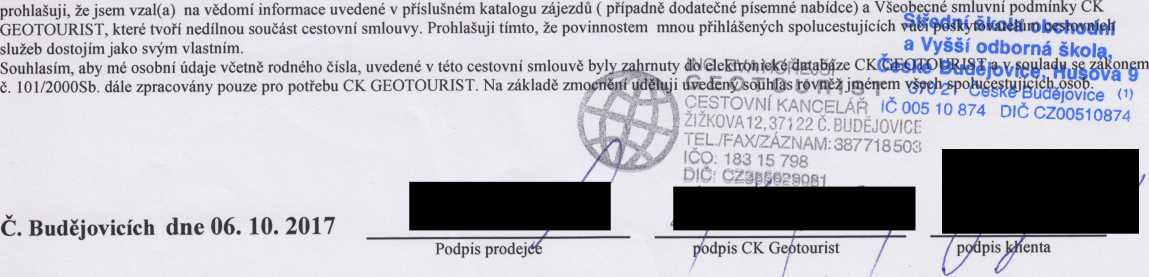 prohlašuji, že jsem vzal(a) na vědomí informace uvedené v příslušném katalogu zájezdů ( případně dodatečné písemné nabídce) a Všeobecné smluvní podmínky CK
GEOTOURIST, které tvoří nedílnou součást cestovní smlouvy. Prohlašuji tímto, že povinnostem mnou přihlášených spolucestujících vůči poskytovatelům cestovních
služeb dostojím jako svým vlastním.
Souhlasím, aby mé osobní údaje včetně rodného čísla, uvedené v této cestovní smlouvě byly zahrnuty do elektronické databáze CK GEOTOURIST a v souladu se zákonem
č. 101/2000Sb. dále zpracovány pouze pro potřebu CK GEOTOURIST. Na základě zmocnění uděluji uvedený souhlas rovněž jménem všech spolucestujících osob.
Střední škola obchodní
a Vyšší odborná škola,
České Budějovice, Husova 9
370 21 České Budějovice (1)
IČ 005 10 874 DIČ CZ00510874
GEOTOURIST
CESTOVNÍ KANCELÁŘ
ŽIŽKOVA 12, 371 22 Č. BUDĚJOVICE
TEL./FAX/ZÁZNAM: 387718503
IČO: 183 15 798
DIČ:
Č. Budějovicích dne 06. 10. 2017
Podpis prodejce
podpis CK Geotourist
podpis klienta